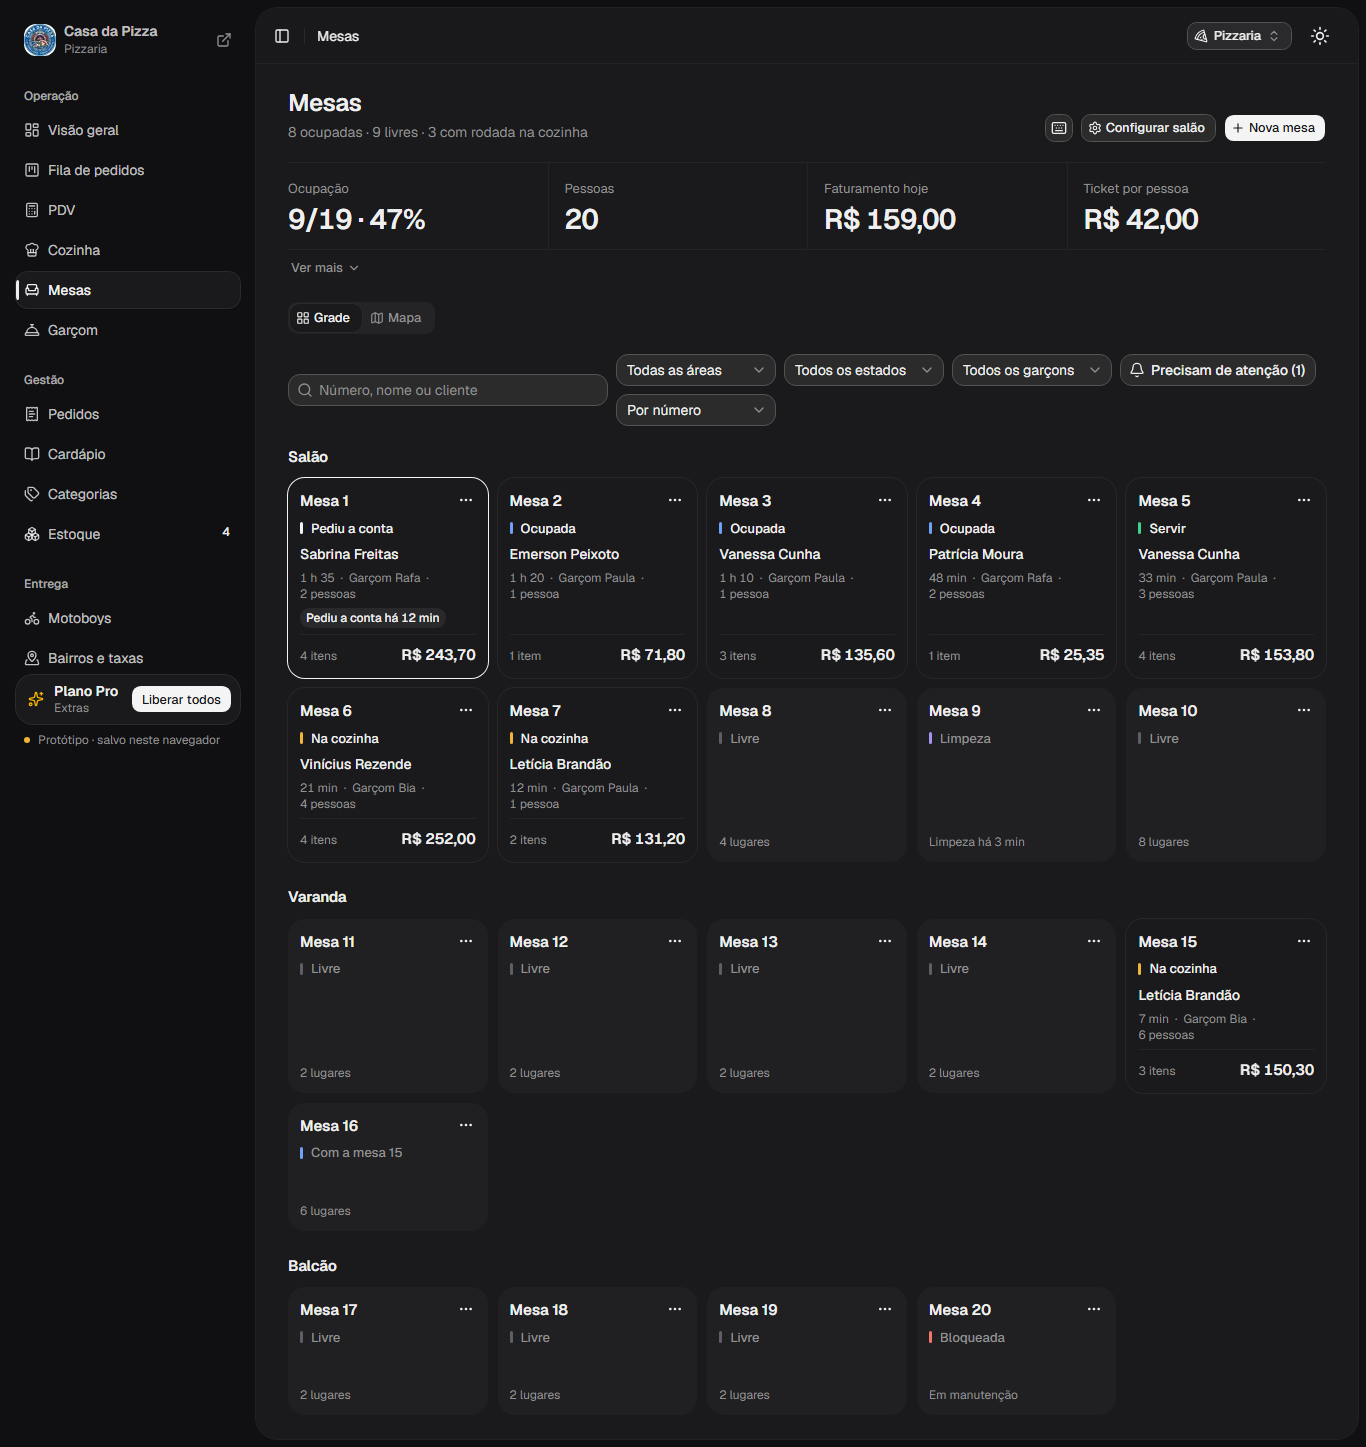 Casa da Pizza
Pizzaria
Operação
Visão geral
Fila de pedidos
PDV
Cozinha
Mesas
Garçom
Gestão
Pedidos
Cardápio
Categorias
Estoque 4
Entrega
Motoboys
Bairros e taxas
Plano Pro
Extras
Liberar todos
Protótipo · salvo neste navegador
Mesas
Pizzaria
Mesas
8 ocupadas · 9 livres · 3 com rodada na cozinha
Configurar salão
+ Nova mesa
Ocupação
9/19 · 47%
Pessoas
20
Faturamento hoje
R$ 159,00
Ticket por pessoa
R$ 42,00
Ver mais
Grade
Mapa
Número, nome ou cliente
Todas as áreas
Todos os estados
Todos os garçons
Precisam de atenção (1)
Por número
Salão
Mesa 1
Pediu a conta
Sabrina Freitas
1 h 35 · Garçom Rafa ·
2 pessoas
Pediu a conta há 12 min
4 itens R$ 243,70
Mesa 2
Ocupada
Emerson Peixoto
1 h 20 · Garçom Paula ·
1 pessoa
1 item R$ 71,80
Mesa 3
Ocupada
Vanessa Cunha
1 h 10 · Garçom Paula ·
1 pessoa
3 itens R$ 135,60
Mesa 4
Ocupada
Patrícia Moura
48 min · Garçom Rafa ·
2 pessoas
1 item R$ 25,35
Mesa 5
Servir
Vanessa Cunha
33 min · Garçom Paula ·
3 pessoas
4 itens R$ 153,80
Mesa 6
Na cozinha
Vinícius Rezende
21 min · Garçom Bia ·
4 pessoas
4 itens R$ 252,00
Mesa 7
Na cozinha
Letícia Brandão
12 min · Garçom Paula ·
1 pessoa
2 itens R$ 131,20
Mesa 8
Livre
4 lugares
Mesa 9
Limpeza
Limpeza há 3 min
Mesa 10
Livre
8 lugares
Varanda
Mesa 11
Livre
2 lugares
Mesa 12
Livre
2 lugares
Mesa 13
Livre
2 lugares
Mesa 14
Livre
2 lugares
Mesa 15
Na cozinha
Letícia Brandão
7 min · Garçom Bia ·
6 pessoas
3 itens R$ 150,30
Mesa 16
Com a mesa 15
6 lugares
Balcão
Mesa 17
Livre
2 lugares
Mesa 18
Livre
2 lugares
Mesa 19
Livre
2 lugares
Mesa 20
Bloqueada
Em manutenção